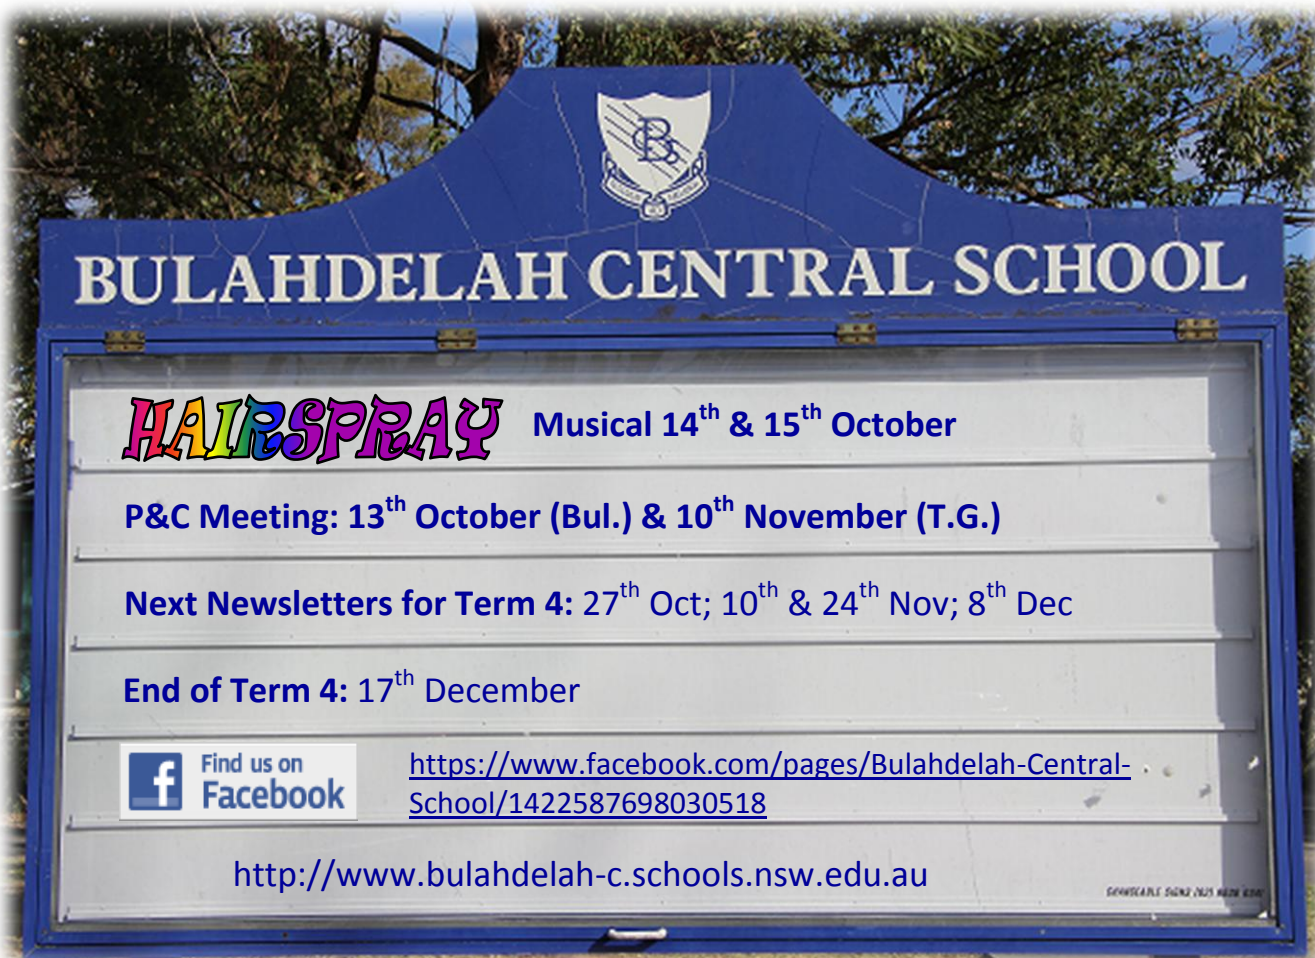 BCS
BULAHDELAH CENTRAL SCHOOL
HAIRSPRAY Musical 14th & 15th October
P&C Meeting: 13th October (Bul.) & 10th November (T.G.)
Next Newsletters for Term 4: 27th Oct; 10th & 24th Nov; 8th Dec
End of Term 4: 17th December
f Find us on
Facebook
https://www.facebook.com/pages/Bulahdelah-Central-
School/1422587698030518
http://www.bulahdelah-c.schools.nsw.edu.au